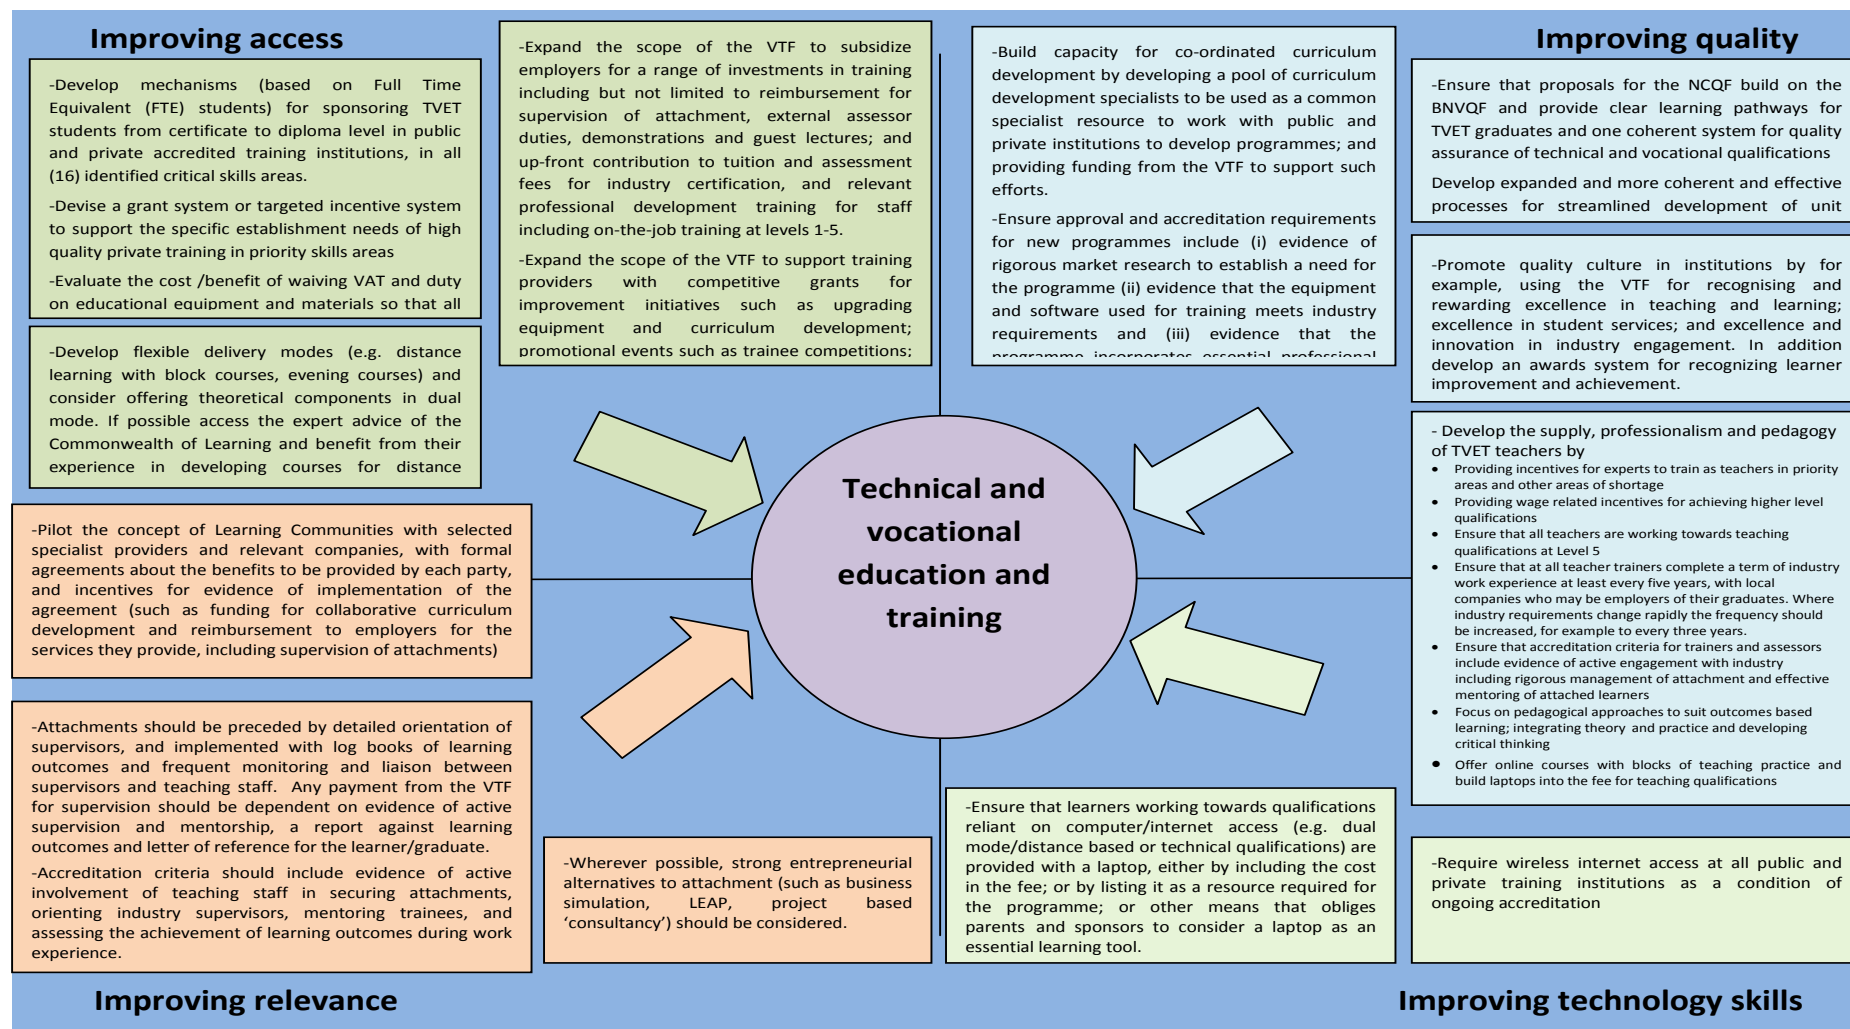 Improving access
-Develop mechanisms (based on Full Time
Equivalent (FTE) students) for sponsoring TVET
students from certificate to diploma level in public
and private accredited training institutions, in all
(16) identified critical skills areas.
-Devise a grant system or targeted incentive system
to support the specific establishment needs of high
quality private training in priority skills areas
-Evaluate the cost /benefit of waiving VAT and duty
on educational equipment and materials so that all
-Develop flexible delivery modes (e.g. distance
learning with block courses, evening courses) and
consider offering theoretical components in dual
mode. If possible access the expert advice of the
Commonwealth of Learning and benefit from their
experience in developing courses for distance
-Expand the scope of the VTF to subsidize
employers for a range of investments in training
including but not limited to reimbursement for
supervision of attachment, external assessor
duties, demonstrations and guest lectures; and
up-front contribution to tuition and assessment
fees for industry certification, and relevant
professional development training for staff
including on-the-job training at levels 1-5.
-Expand the scope of the VTF to support training
providers with competitive grants for
improvement initiatives such as upgrading
equipment and curriculum development;
promotional events such as trainee competitions;
-Build capacity for co-ordinated curriculum
development by developing a pool of curriculum
development specialists to be used as a common
specialist resource to work with public and
private institutions to develop programmes; and
providing funding from the VTF to support such
efforts.
-Ensure approval and accreditation requirements
for new programmes include (i) evidence of
rigorous market research to establish a need for
the programme (ii) evidence that the equipment
and software used for training meets industry
requirements and (iii) evidence that the
programme incorporates essential professional
Improving quality
-Ensure that proposals for the NCQF build on the
BNVQF and provide clear learning pathways for
TVET graduates and one coherent system for quality
assurance of technical and vocational qualifications
Develop expanded and more coherent and effective
processes for streamlined development of unit
-Promote quality culture in institutions by for
example, using the VTF for recognising and
rewarding excellence in teaching and learning;
excellence in student services; and excellence and
innovation in industry engagement. In addition
develop an awards system for recognizing learner
improvement and achievement.
- Develop the supply, professionalism and pedagogy
of TVET teachers by
• Providing incentives for experts to train as teachers in priority
areas and other areas of shortage
• Providing wage related incentives for achieving higher level
qualifications
• Ensure that all teachers are working towards teaching
qualifications at Level 5
• Ensure that at all teacher trainers complete a term of industry
work experience at least every five years, with local
companies who may be employers of their graduates. Where
industry requirements change rapidly the frequency should
be increased, for example to every three years.
• Ensure that accreditation criteria for trainers and assessors
include evidence of active engagement with industry
including rigorous management of attachment and effective
mentoring of attached learners
• Focus on pedagogical approaches to suit outcomes based
learning; integrating theory and practice and developing
critical thinking
• Offer online courses with blocks of teaching practice and
build laptops into the fee for teaching qualifications
Technical and
vocational
education and
training
-Pilot the concept of Learning Communities with selected
specialist providers and relevant companies, with formal
agreements about the benefits to be provided by each party,
and incentives for evidence of implementation of the
agreement (such as funding for collaborative curriculum
development and reimbursement to employers for the
services they provide, including supervision of attachments)
-Attachments should be preceded by detailed orientation of
supervisors, and implemented with log books of learning
outcomes and frequent monitoring and liaison between
supervisors and teaching staff. Any payment from the VTF
for supervision should be dependent on evidence of active
supervision and mentorship, a report against learning
outcomes and letter of reference for the learner/graduate.
-Accreditation criteria should include evidence of active
involvement of teaching staff in securing attachments,
orienting industry supervisors, mentoring trainees, and
assessing the achievement of learning outcomes during work
experience.
-Wherever possible, strong entrepreneurial
alternatives to attachment (such as business
simulation, LEAP, project based
‘consultancy’) should be considered.
-Ensure that learners working towards qualifications
reliant on computer/internet access (e.g. dual
mode/distance based or technical qualifications) are
provided with a laptop, either by including the cost
in the fee; or by listing it as a resource required for
the programme; or other means that obliges
parents and sponsors to consider a laptop as an
essential learning tool.
-Require wireless internet access at all public and
private training institutions as a condition of
ongoing accreditation
Improving relevance
Improving technology skills